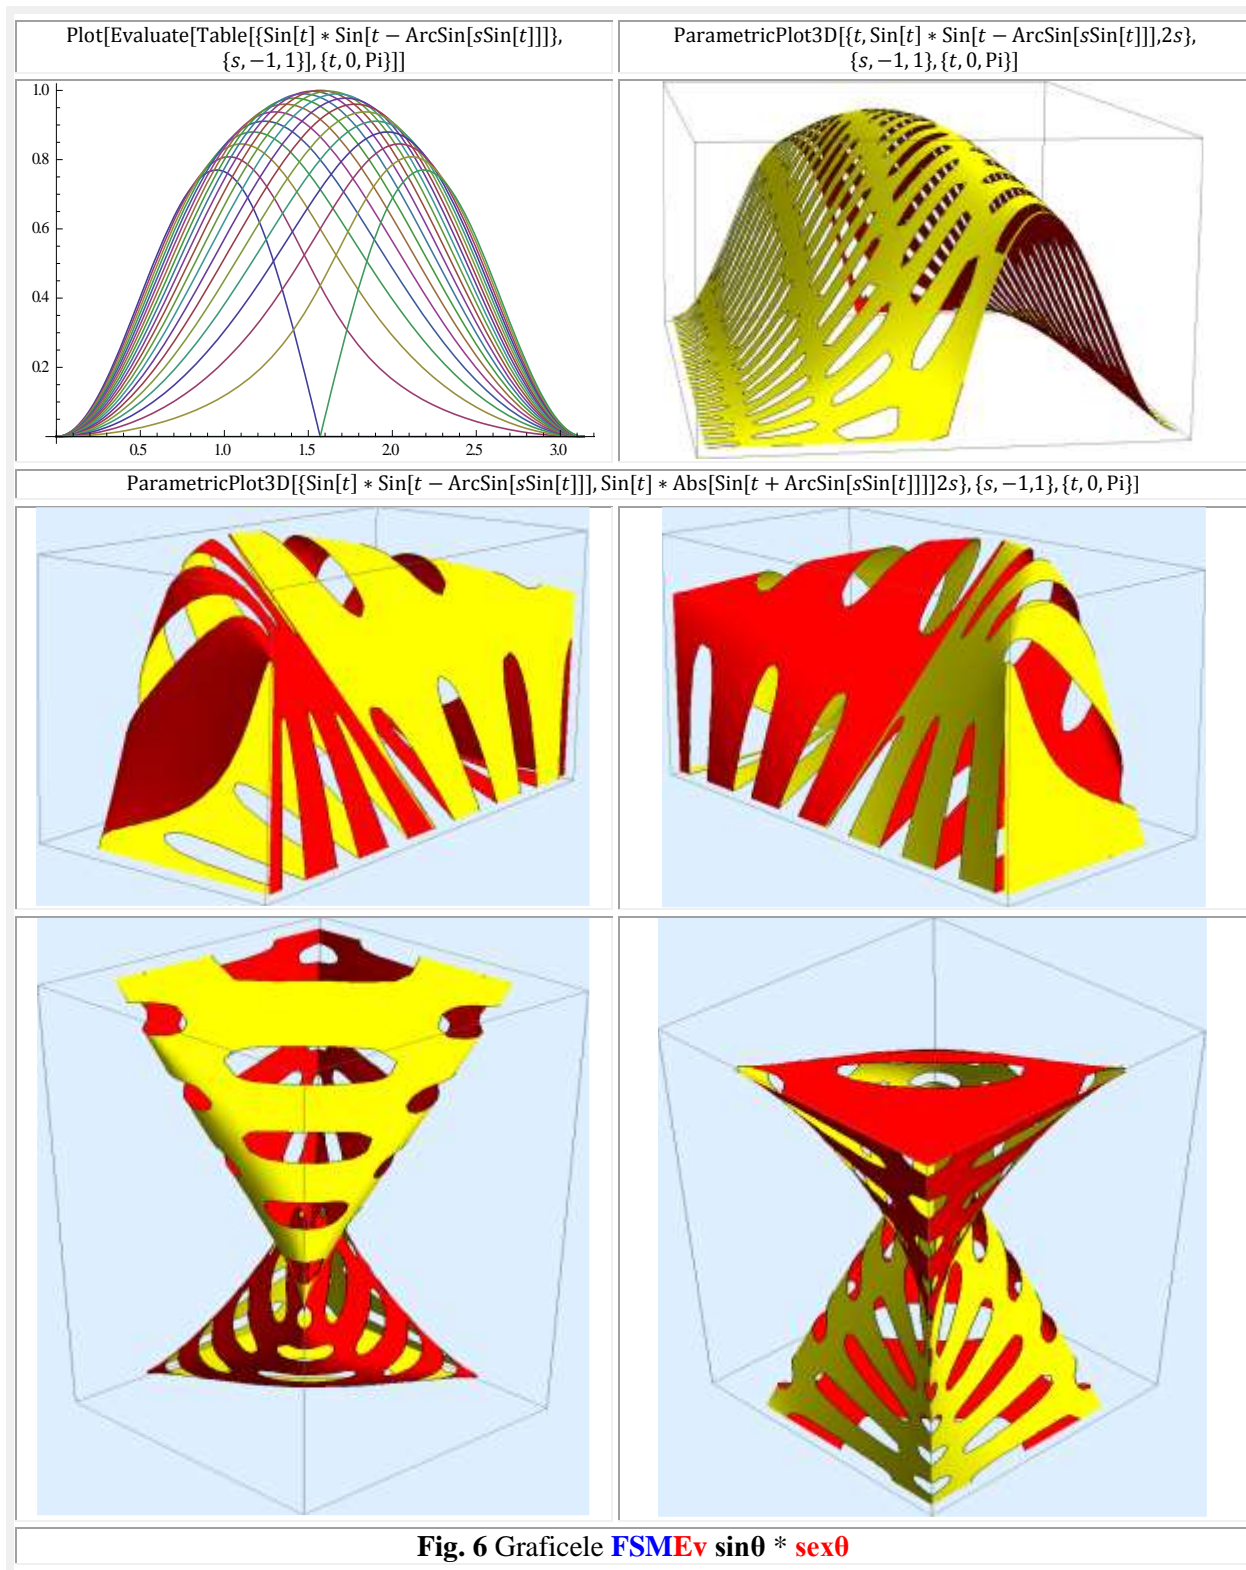 Plot[Evaluate[Table[{Sin[t] ∗ Sin[t − ArcSin[sSin[t]]]},
{s, −1, 1}], {t, 0, Pi}]]
ParametricPlot3D[{t, Sin[t] ∗ Sin[t − ArcSin[sSin[t]]],2s},
{s, −1, 1}, {t, 0, Pi}]
1.0
0.8
0.6
0.4
0.2
0.5 1.0 1.5 2.0 2.5 3.0
ParametricPlot3D[{Sin[t] ∗ Sin[t − ArcSin[sSin[t]]], Sin[t] ∗ Abs[Sin[t + ArcSin[sSin[t]]]]2s}, {s, −1,1}, {t, 0, Pi}]
Fig. 6 Graficele FSMEv sinθ * sexθ